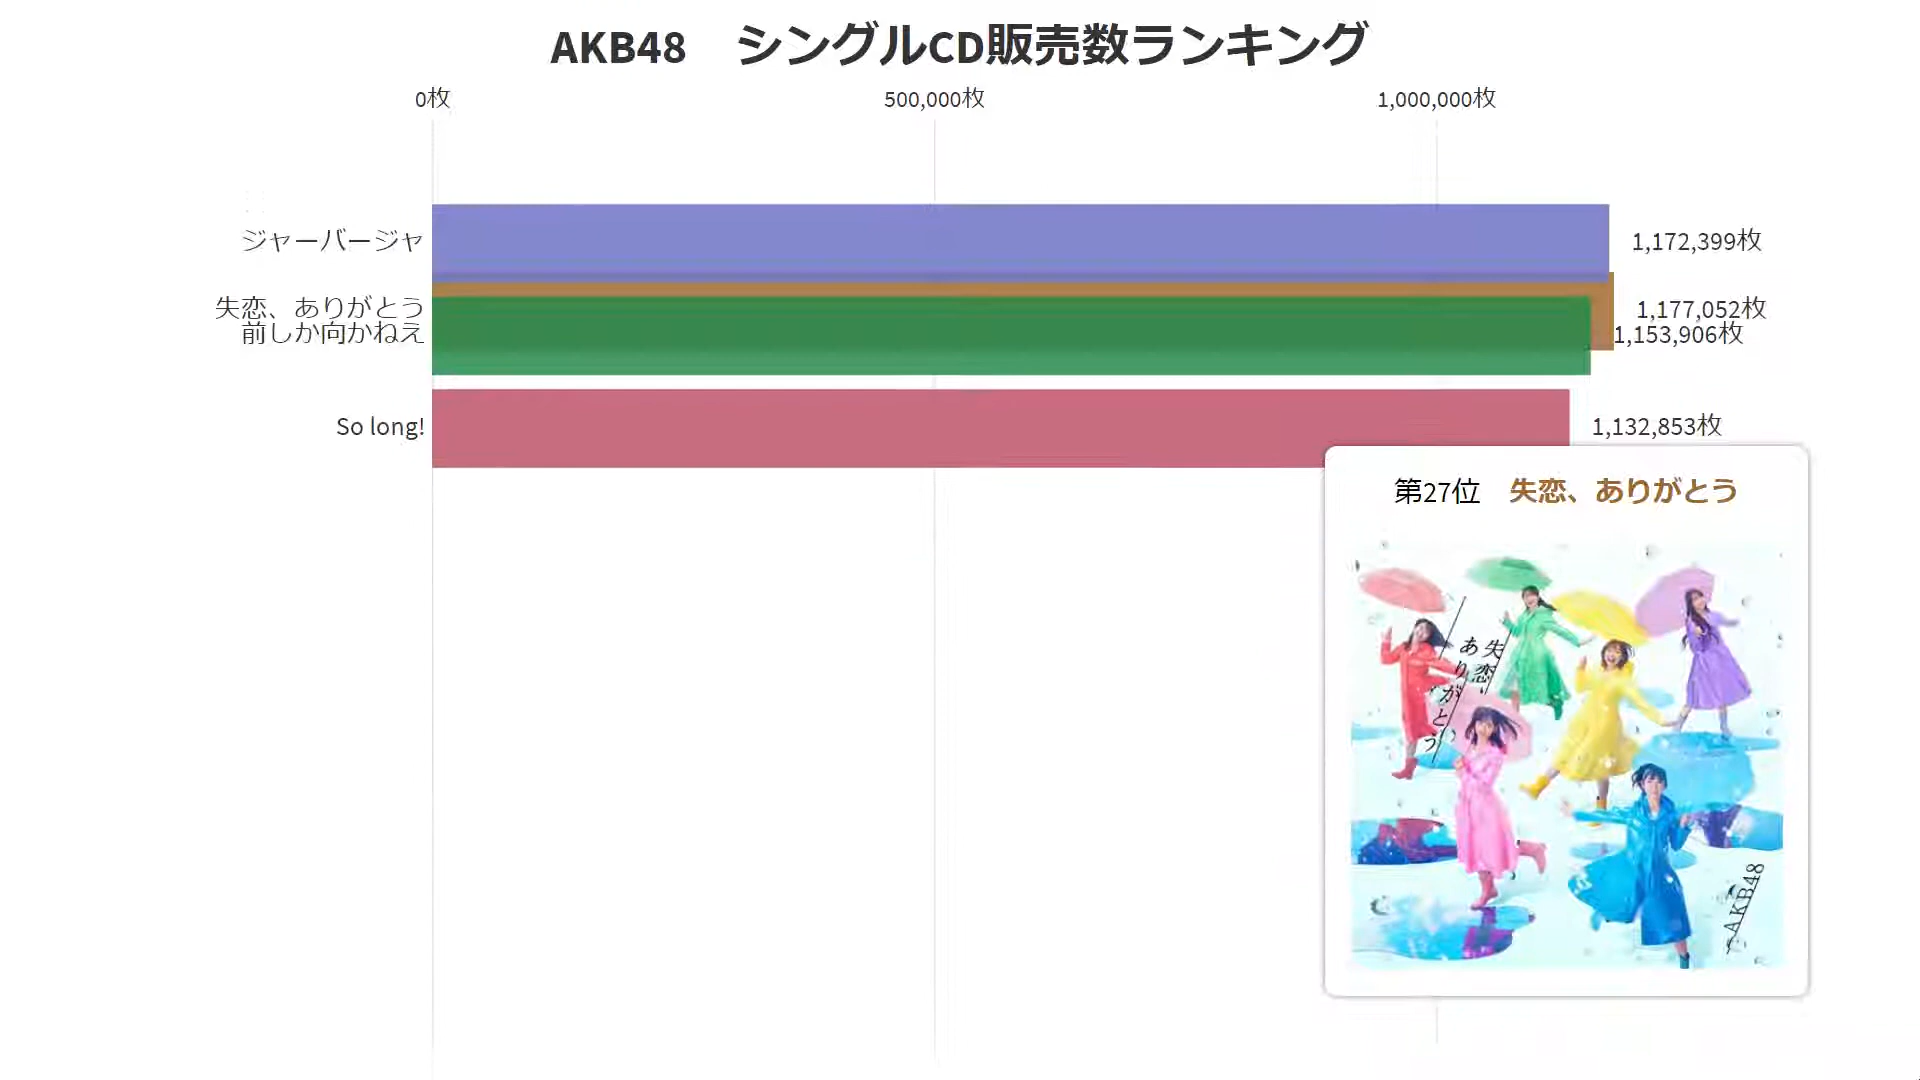 AKB48　シングルCD販売数ランキング
0枚 500,000枚 1,000,000枚
ジャーバージャ 1,172,399枚
失恋、ありがとう 1,177,052枚
前しか向かねえ 1,153,906枚
So long! 1,132,853枚
第27位　失恋、ありがとう
失恋、
ありがとう
AKB48